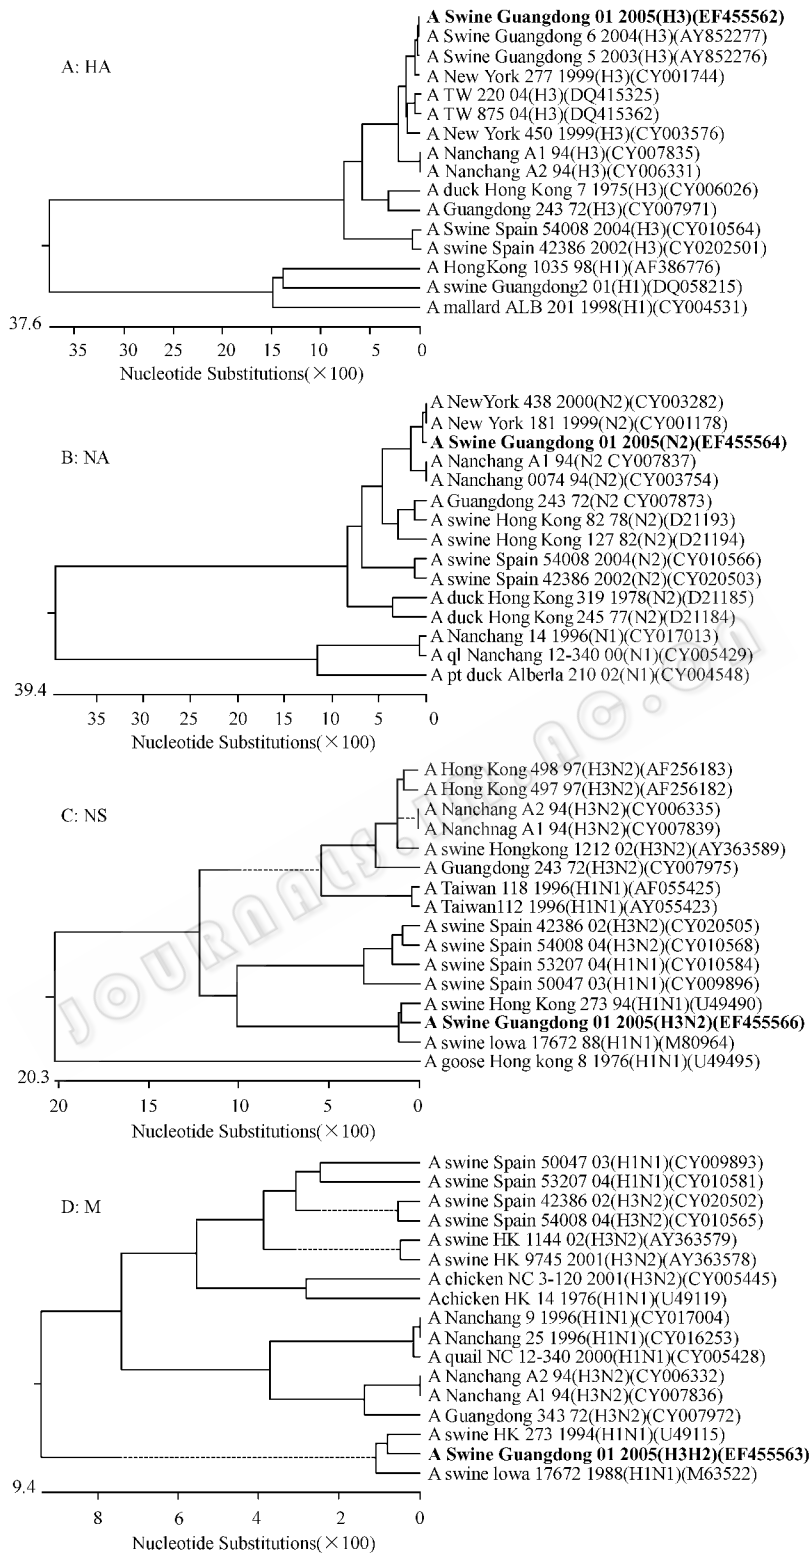 A Swine Guangdong 01 2005(H3)(EF455562)
A Swine Guangdong 6 2004(H3)(AY852277)
A Swine Guangdong 5 2003(H3)(AY852276)
A: HA
A New York 277 1999(H3)(CY001744)
A TW 220 04(H3)(DQ415325)
A TW 875 04(H3)(DQ415362)
A New York 450 1999(H3)(CY003576)
A Nanchang A1 94(H3)(CY007835)
A Nanchang A2 94(H3)(CY006331)
A duck Hong Kong 7 1975(H3)(CY006026)
A Guangdong 243 72(H3)(CY007971)
A Swine Spain 54008 2004(H3)(CY010564)
A swine Spain 42386 2002(H3)(CY0202501)
A HongKong 1035 98(H1)(AF386776)
A swine Guangdong2 01(H1)(DQ058215)
A mallard ALB 201 1998(H1)(CY004531)
37.6
35 30 25 20 15 10 5 0
Nucleotide Substitutions(×100)
A NewYork 438 2000(N2)(CY003282)
A New York 181 1999(N2)(CY001178)
A Swine Guangdong 01 2005(N2)(EF455564)
B: NA
A Nanchang A1 94(N2 CY007837)
A Nanchang 0074 94(N2)(CY003754)
A Guangdong 243 72(N2 CY007873)
A swine Hong Kong 82 78(N2)(D21193)
A swine Hong Kong 127 82(N2)(D21194)
A swine Spain 54008 2004(N2)(CY010566)
A swine Spain 42386 2002(N2)(CY020503)
A duck Hong Kong 319 1978(N2)(D21185)
A duck Hong Kong 245 77(N2)(D21184)
A Nanchang 14 1996(N1)(CY017013)
A ql Nanchang 12-340 00(N1)(CY005429)
A pt duck Alberla 210 02(N1)(CY004548)
39.4
35 30 25 20 15 10 5 0
Nucleotide Substitutions(×100)
A Hong Kong 498 97(H3N2)(AF256183)
A Hong Kong 497 97(H3N2)(AF256182)
C: NS
A Nanchang A2 94(H3N2)(CY006335)
A Nanchnag A1 94(H3N2)(CY007839)
A swine Hongkong 1212 02(H3N2)(AY363589)
A Guangdong 243 72(H3N2)(CY007975)
A Taiwan 118 1996(H1N1)(AF055425)
A Taiwan112 1996(H1N1)(AY055423)
A swine Spain 42386 02(H3N2)(CY020505)
A swine Spain 54008 04(H3N2)(CY010568)
A swine Spain 53207 04(H1N1)(CY010584)
A swine Spain 50047 03(H1N1)(CY009896)
A swine Hong Kong 273 94(H1N1)(U49490)
A Swine Guangdong 01 2005(H3N2)(EF455566)
A swine lowa 17672 88(H1N1)(M80964)
A goose Hong kong 8 1976(H1N1)(U49495)
20.3
20 15 10 5 0
Nucleotide Substitutions(×100)
A swine Spain 50047 03(H1N1)(CY009893)
A swine Spain 53207 04(H1N1)(CY010581)
D: M
A swine Spain 42386 02(H3N2)(CY020502)
A swine Spain 54008 04(H3N2)(CY010565)
A swine HK 1144 02(H3N2)(AY363579)
A swine HK 9745 2001(H3N2)(AY363578)
A chicken NC 3-120 2001(H3N2)(CY005445)
Achicken HK 14 1976(H1N1)(U49119)
A Nanchang 9 1996(H1N1)(CY017004)
A Nanchang 25 1996(H1N1)(CY016253)
A quail NC 12-340 2000(H1N1)(CY005428)
A Nanchang A2 94(H3N2)(CY006332)
A Nanchang A1 94(H3N2)(CY007836)
A Guangdong 343 72(H3N2)(CY007972)
A swine HK 273 1994(H1N1)(U49115)
A Swine Guangdong 01 2005(H3H2)(EF455563)
A swine lowa 17672 1988(H1N1)(M63522)
9.4
8 6 4 2 0
Nucleotide Substitutions(×100)
JOURNALS.IM.AC.CN